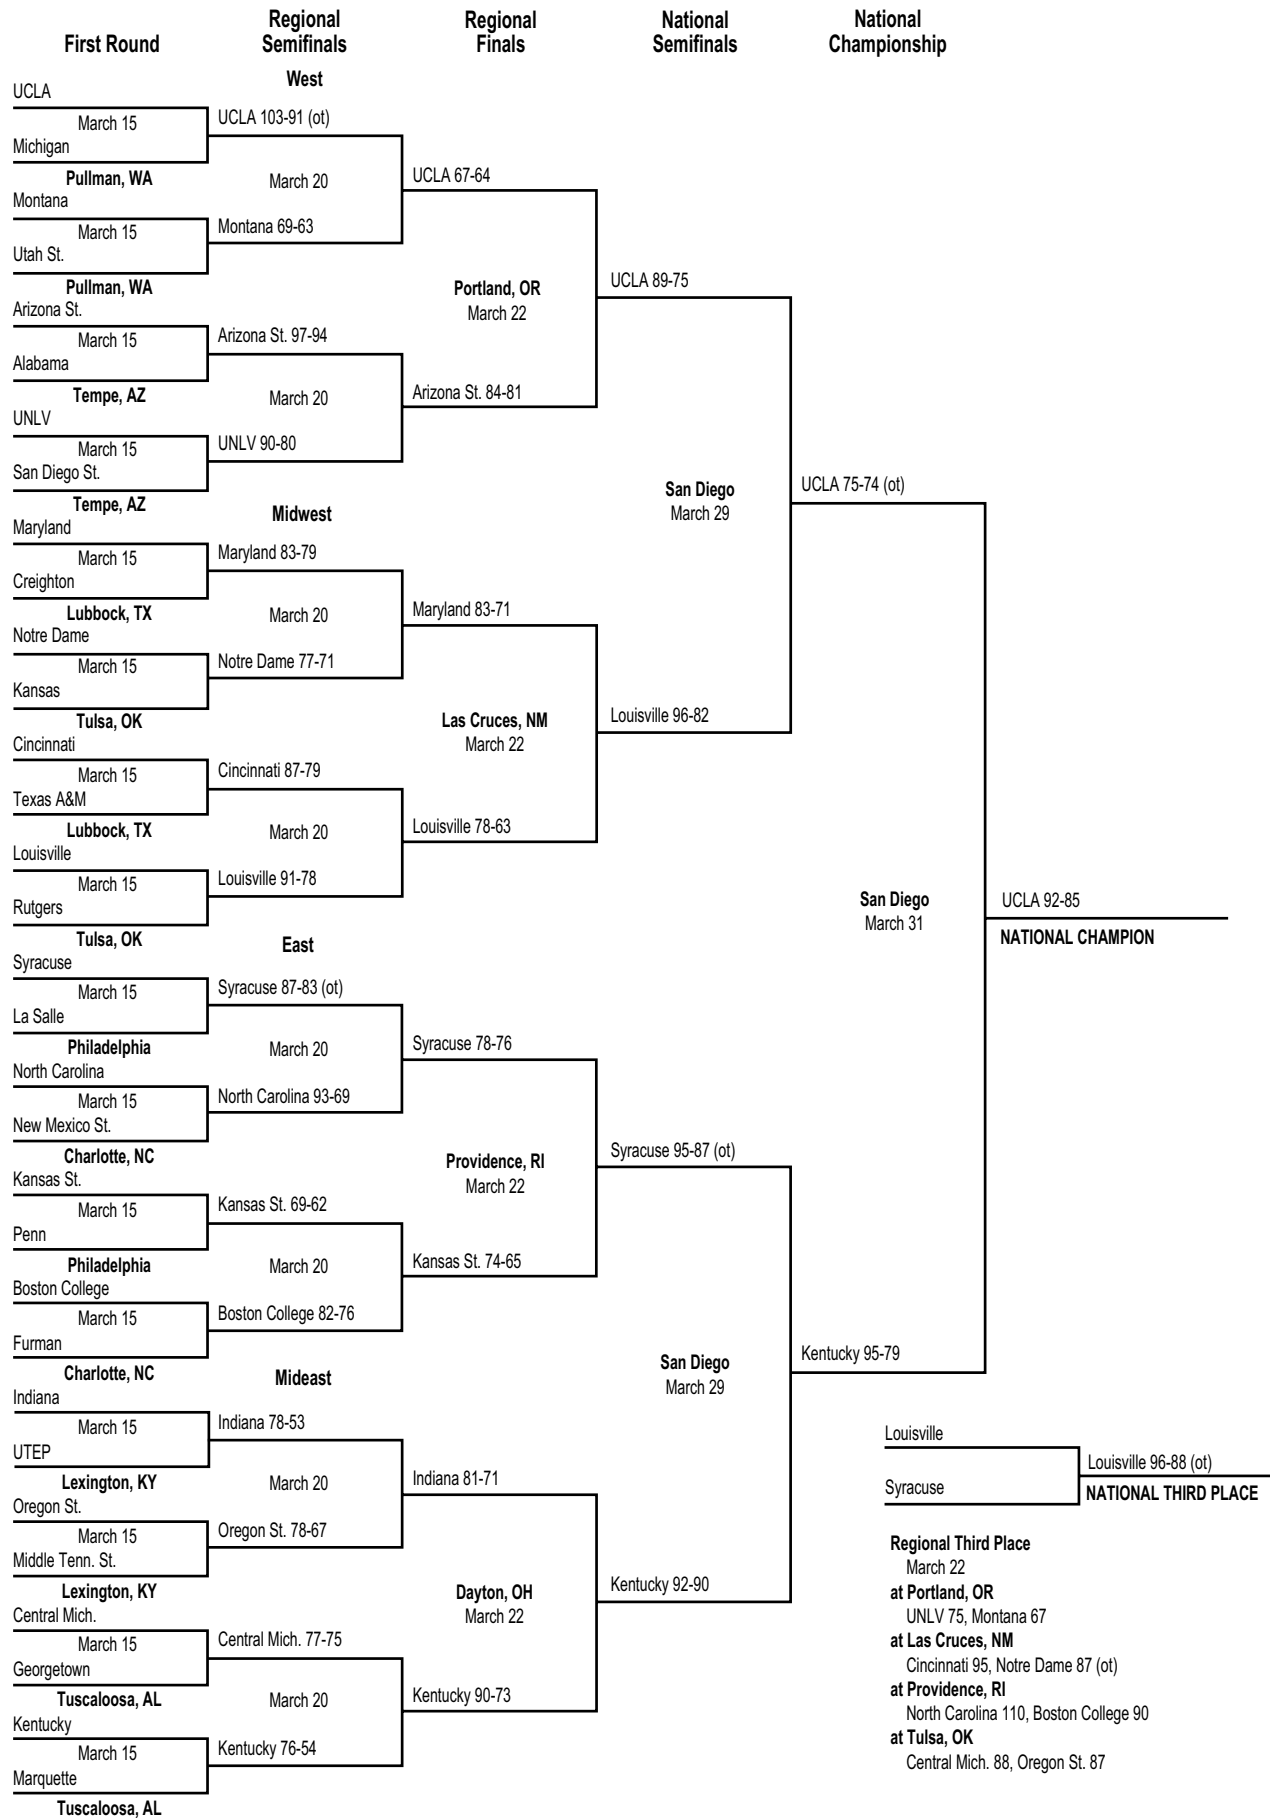 First Round
Regional
Semifinals
Regional
Finals
National
Semifinals
National
Championship
West
UCLA
March 15
Michigan
Pullman, WA
Montana
March 15
Utah St.
Pullman, WA
Arizona St.
March 15
Alabama
Tempe, AZ
UNLV
March 15
San Diego St.
Tempe, AZ
UCLA 103-91 (ot)
March 20
Montana 69-63
Arizona St. 97-94
March 20
UNLV 90-80
UCLA 67-64
Portland, OR
March 22
Arizona St. 84-81
UCLA 89-75
Midwest
Maryland
March 15
Creighton
Lubbock, TX
Notre Dame
March 15
Kansas
Tulsa, OK
Cincinnati
March 15
Texas A&M
Lubbock, TX
Louisville
March 15
Rutgers
Tulsa, OK
Maryland 83-79
March 20
Notre Dame 77-71
Cincinnati 87-79
March 20
Louisville 91-78
Maryland 83-71
Las Cruces, NM
March 22
Louisville 78-63
Louisville 96-82
San Diego
March 29
UCLA 75-74 (ot)
East
Syracuse
March 15
La Salle
Philadelphia
North Carolina
March 15
New Mexico St.
Charlotte, NC
Kansas St.
March 15
Penn
Philadelphia
Boston College
March 15
Furman
Charlotte, NC
Syracuse 87-83 (ot)
March 20
North Carolina 93-69
Kansas St. 69-62
March 20
Boston College 82-76
Syracuse 78-76
Providence, RI
March 22
Kansas St. 74-65
Syracuse 95-87 (ot)
Mideast
Indiana
March 15
UTEP
Lexington, KY
Oregon St.
March 15
Middle Tenn. St.
Lexington, KY
Central Mich.
March 15
Georgetown
Tuscaloosa, AL
Kentucky
March 15
Marquette
Tuscaloosa, AL
Indiana 78-53
March 20
Oregon St. 78-67
Central Mich. 77-75
March 20
Kentucky 76-54
Indiana 81-71
Dayton, OH
March 22
Kentucky 90-73
Kentucky 92-90
San Diego
March 29
Kentucky 95-79
San Diego
March 31
UCLA 92-85
NATIONAL CHAMPION
Louisville
Syracuse
Louisville 96-88 (ot)
NATIONAL THIRD PLACE
Regional Third Place
March 22
at Portland, OR
UNLV 75, Montana 67
at Las Cruces, NM
Cincinnati 95, Notre Dame 87 (ot)
at Providence, RI
North Carolina 110, Boston College 90
at Tulsa, OK
Central Mich. 88, Oregon St. 87